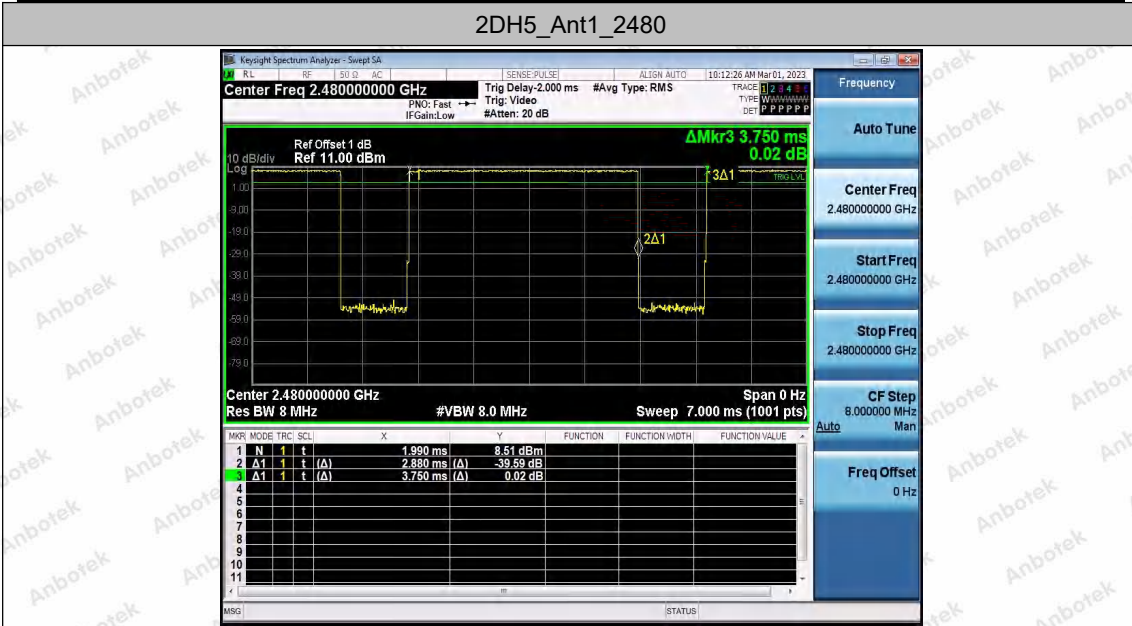 2DH5_Ant1_2480
Keysight Spectrum Analyzer - Swept SA
RL RF 50 Ω AC SENSE:PULSE ALIGN AUTO 10:12:26 AM Mar 01, 2023
Center Freq 2.480000000 GHz
PNO: Fast
IFGain:Low
Trig Delay-2.000 ms
Trig: Video
#Atten: 20 dB
#Avg Type: RMS
TRACE 1 2 3 4 5 6
TYPE WWWWWW
DET P P P P P P
Frequency
Auto Tune
Center Freq
2.480000000 GHz
Start Freq
2.480000000 GHz
Stop Freq
2.480000000 GHz
CF Step
8.000000 MHz
Auto Man
Freq Offset
0 Hz
ΔMkr3 3.750 ms
0.02 dB
Ref Offset 1 dB
10 dB/div Ref 11.00 dBm
Log
1.00
-9.00
-19.0
-29.0
-39.0
-49.0
-59.0
-69.0
-79.0
3Δ1
TRIG LVL
2Δ1
Center 2.480000000 GHz Span 0 Hz
Res BW 8 MHz #VBW 8.0 MHz Sweep 7.000 ms (1001 pts)
MKR MODE TRC SCL X Y FUNCTION FUNCTION WIDTH FUNCTION VALUE
1 N 1 t 1.990 ms 8.51 dBm
2 Δ1 1 t (Δ) 2.880 ms (Δ) -39.59 dB
3 Δ1 1 t (Δ) 3.750 ms (Δ) 0.02 dB
4
5
6
7
8
9
10
11
MSG STATUS
Anbotek